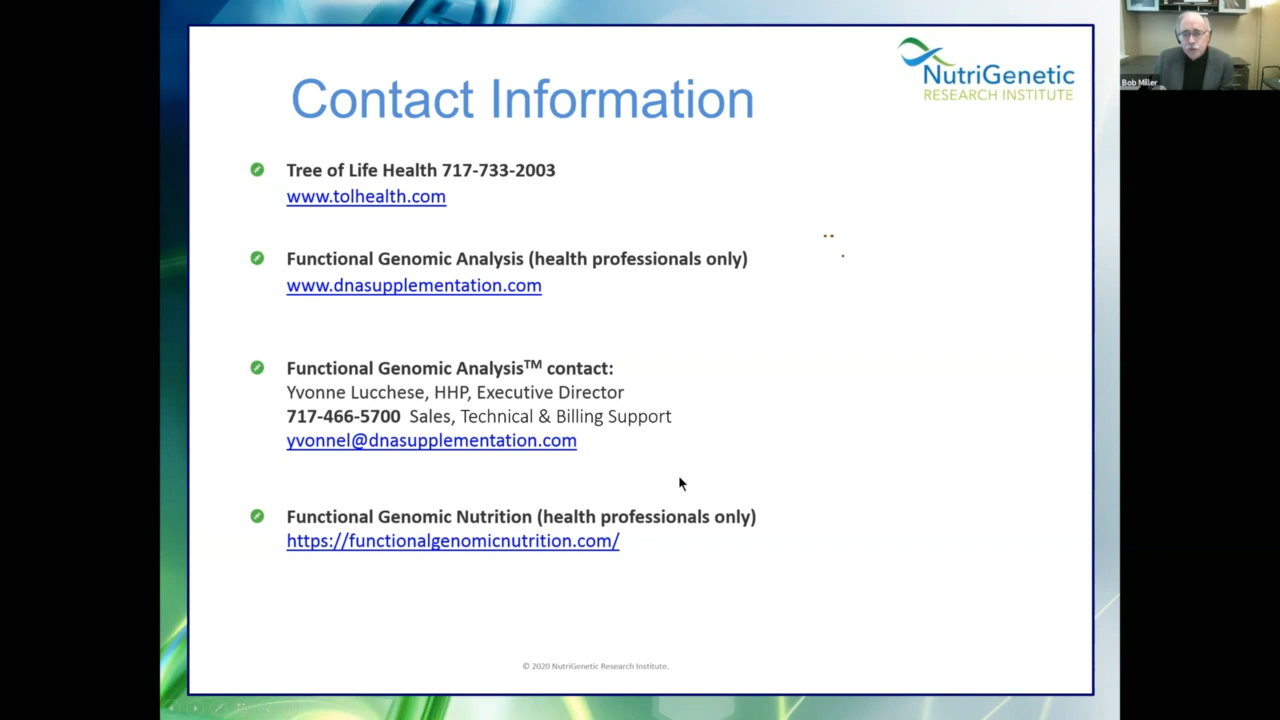 Contact Information
NutriGenetic
RESEARCH INSTITUTE
Bob Miller
Tree of Life Health 717-733-2003
www.tolhealth.com
Functional Genomic Analysis (health professionals only)
www.dnasupplementation.com
Functional Genomic Analysis™ contact:
Yvonne Lucchese, HHP, Executive Director
717-466-5700 Sales, Technical & Billing Support
yvonnel@dnasupplementation.com
Functional Genomic Nutrition (health professionals only)
https://functionalgenomicnutrition.com/
© 2020 NutriGenetic Research Institute.